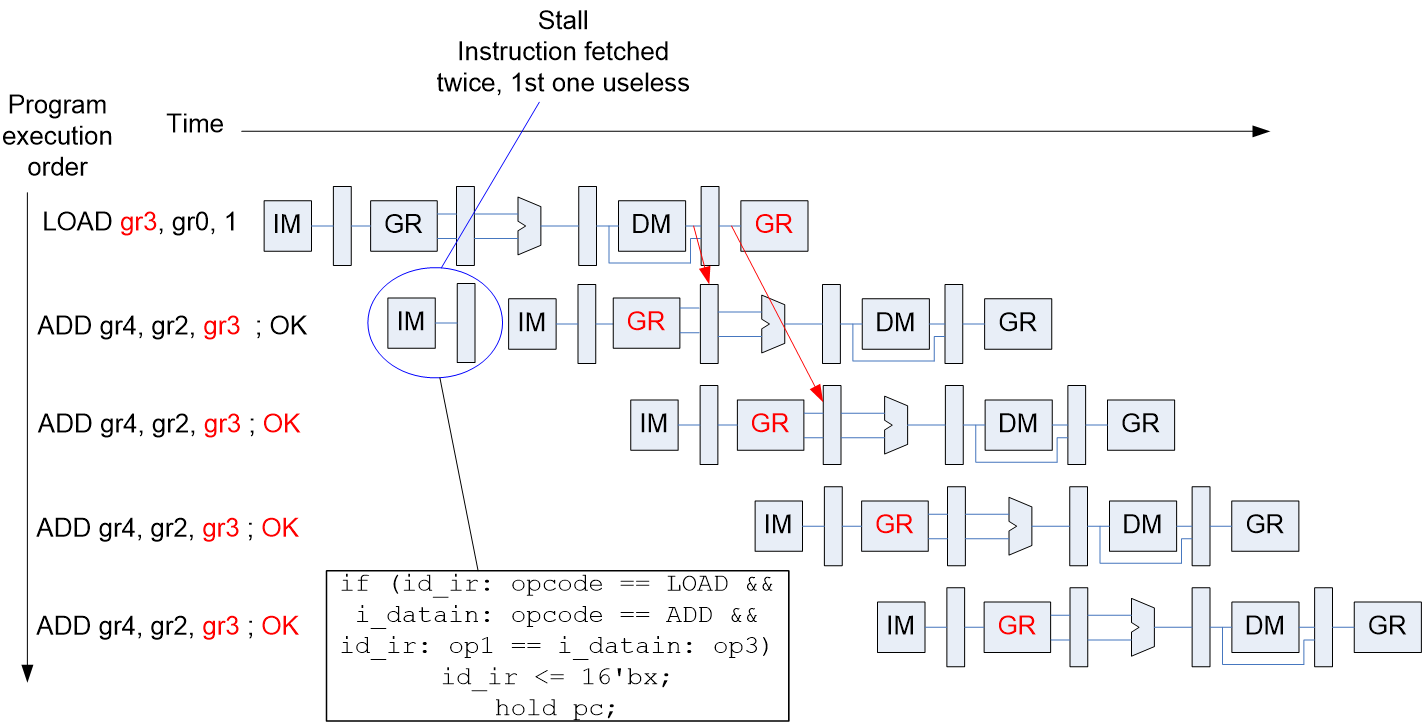 Stall
Instruction fetched
twice, 1st one useless
Program
execution
order
Time
LOAD gr3, gr0, 1
IM
GR
DM
GR
ADD gr4, gr2, gr3 ; OK
IM
IM
GR
DM
GR
ADD gr4, gr2, gr3 ; OK
IM
GR
DM
GR
ADD gr4, gr2, gr3 ; OK
IM
GR
DM
GR
ADD gr4, gr2, gr3 ; OK
IM
GR
DM
GR
if (id_ir: opcode == LOAD &&
i_datain: opcode == ADD &&
id_ir: op1 == i_datain: op3)
id_ir <= 16'bx;
hold pc;